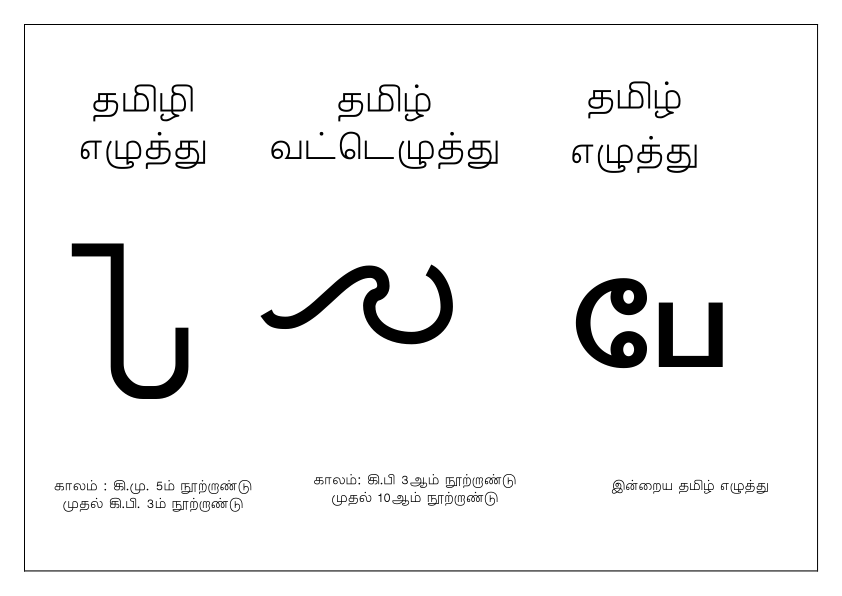 தமிழி
எழுத்து
தமிழ்
வட்டெழுத்து
தமிழ்
எழுத்து
பே
காலம் : கி.மு. 5ம் நூற்றாண்டு
முதல் கி.பி. 3ம் நூற்றாண்டு
காலம்: கி.பி 3ஆம் நூற்றாண்டு
முதல் 10ஆம் நூற்றாண்டு
இன்றைய தமிழ் எழுத்து